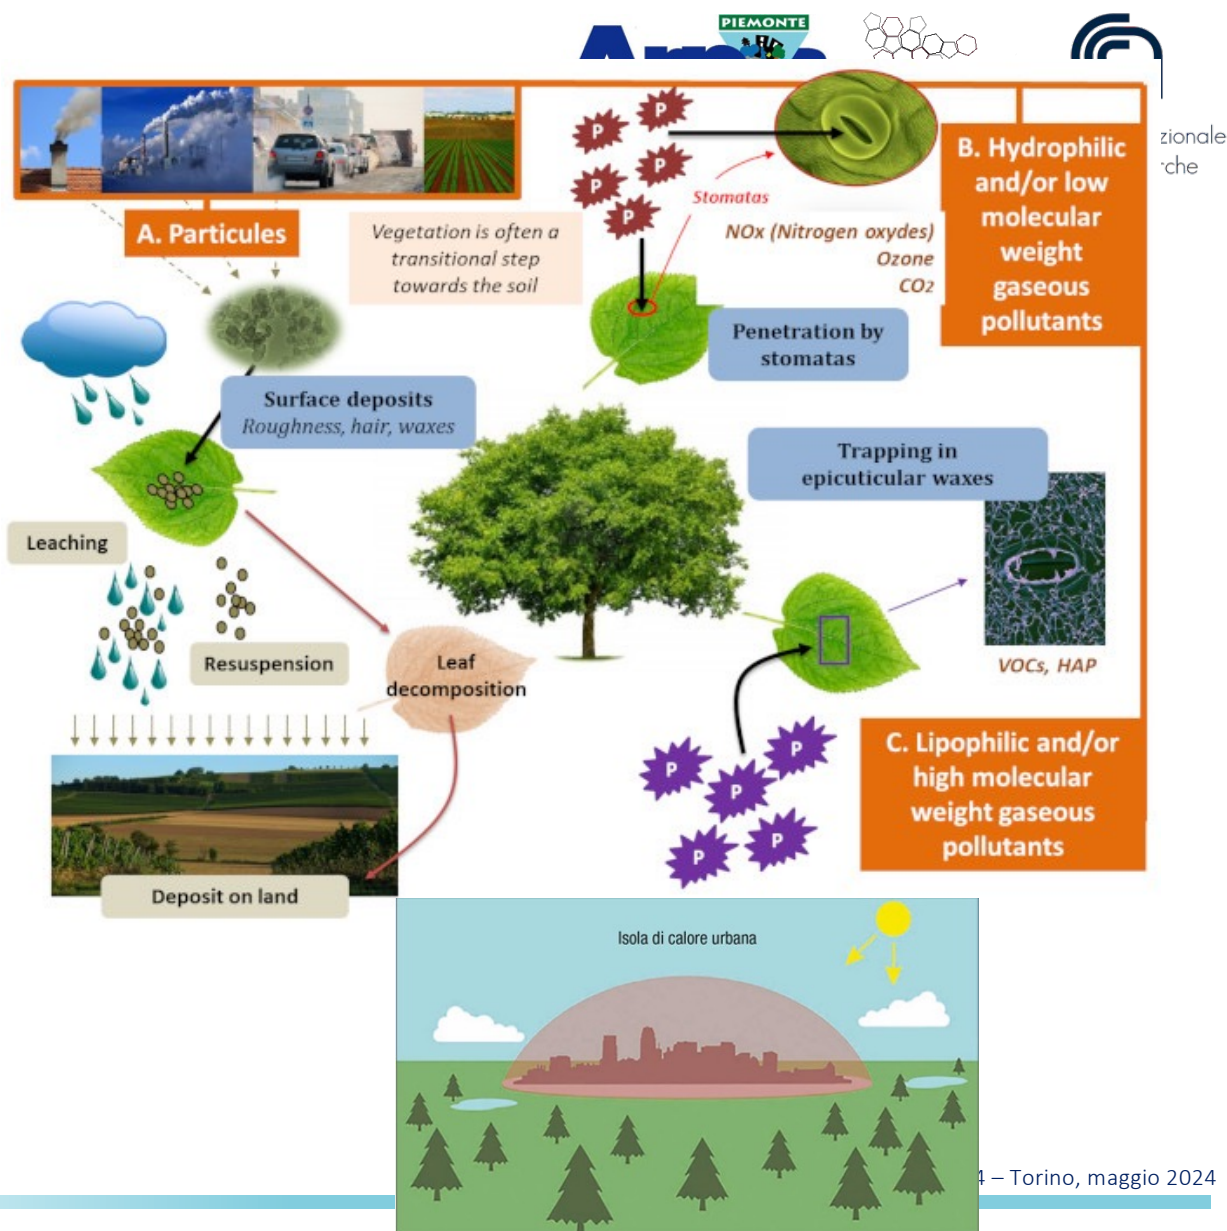 PIEMONTE
zionale
rche
A. Particules
Vegetation is often a
transitional step
towards the soil
P
P
P
P
P
Stomatas
NOx (Nitrogen oxydes)
Ozone
CO2
B. Hydrophilic
and/or low
molecular
weight
gaseous
pollutants
Penetration by
stomatas
Surface deposits
Roughness, hair, waxes
Trapping in
epicuticular waxes
Leaching
Resuspension
Leaf
decomposition
VOCs, HAP
P
P
P
P
P
C. Lipophilic and/or
high molecular
weight gaseous
pollutants
Deposit on land
Isola di calore urbana
4 – Torino, maggio 2024